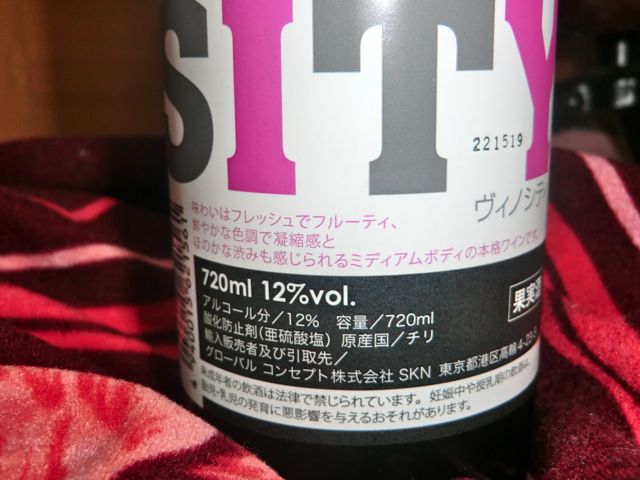 SITY
221519
ヴィノシティ
味わいはフレッシュでフルーティ、
鮮やかな色調で凝縮感と
ほのかな渋みも感じられるミディアムボディの本格ワインです。
720ml 12%vol.
果実酒
アルコール分/12% 容量/720ml
酸化防止剤(亜硫酸塩) 原産国/チリ
輸入販売者及び引取先/
グローバル コンセプト株式会社 SKN 東京都港区高輪4-23-5
未成年者の飲酒は法律で禁じられています。妊娠中や授乳期の飲酒は、
胎児・乳児の発育に悪影響を与えるおそれがあります。